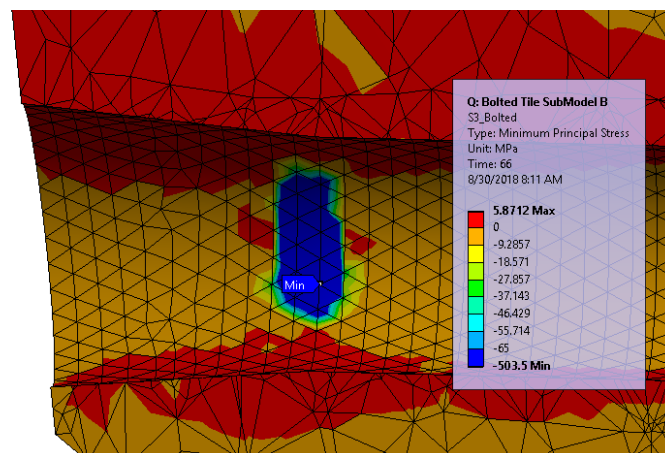 Q: Bolted Tile SubModel B
S3_Bolted
Type: Minimum Principal Stress
Unit: MPa
Time: 66
8/30/2018 8:11 AM
5.8712 Max
0
-9.2857
-18.571
-27.857
-37.143
-46.429
-55.714
-65
-503.5 Min
Min